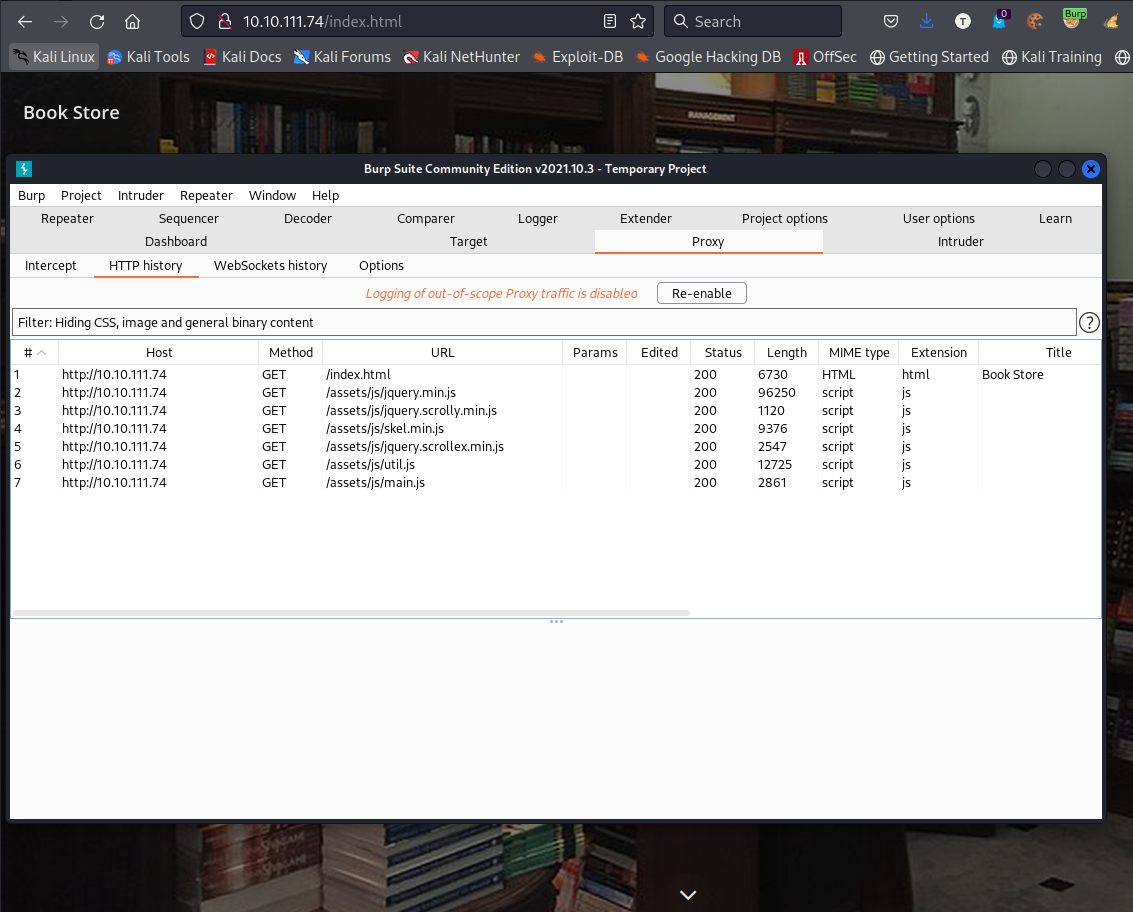 10.10.111.74/index.html Search Burp 0
Kali Linux Kali Tools Kali Docs Kali Forums Kali NetHunter Exploit-DB Google Hacking DB OffSec Getting Started Kali Training
Book Store
MANAGEMENT
Burp Suite Community Edition v2021.10.3 - Temporary Project
Burp Project Intruder Repeater Window Help
Repeater Sequencer Decoder Comparer Logger Extender Project options User options Learn
Dashboard Target Proxy Intruder
Intercept HTTP history WebSockets history Options
Logging of out-of-scope Proxy traffic is disabled Re-enable
Filter: Hiding CSS, image and general binary content ?
# Host Method URL Params Edited Status Length MIME type Extension Title
1 http://10.10.111.74 GET /index.html 200 6730 HTML html Book Store
2 http://10.10.111.74 GET /assets/js/jquery.min.js 200 96250 script js
3 http://10.10.111.74 GET /assets/js/jquery.scrolly.min.js 200 1120 script js
4 http://10.10.111.74 GET /assets/js/skel.min.js 200 9376 script js
5 http://10.10.111.74 GET /assets/js/jquery.scrollex.min.js 200 2547 script js
6 http://10.10.111.74 GET /assets/js/util.js 200 12725 script js
7 http://10.10.111.74 GET /assets/js/main.js 200 2861 script js